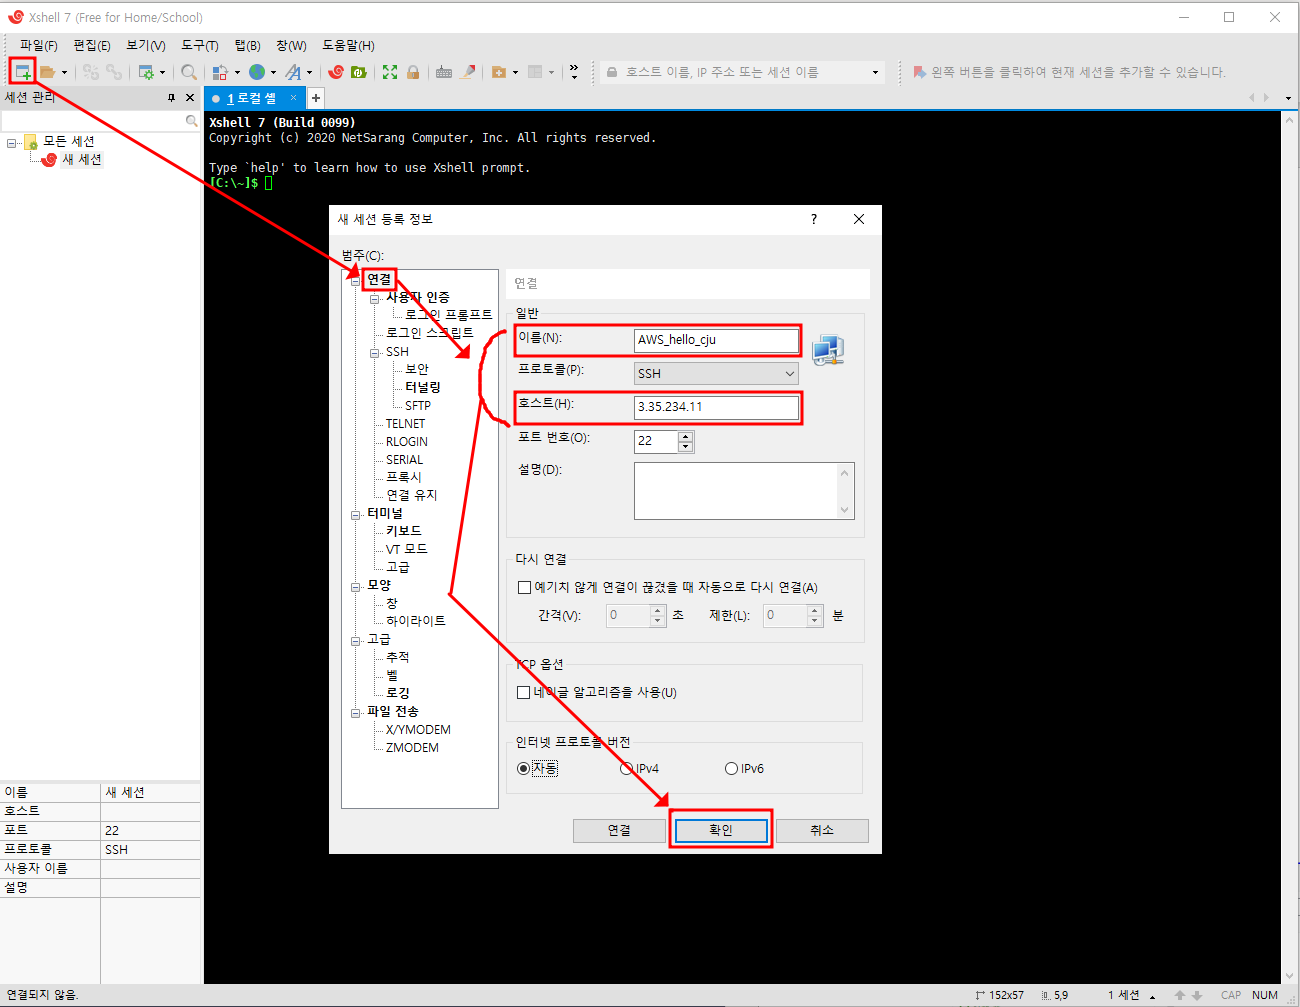 Xshell 7 (Free for Home/School)
파일(F) 편집(E) 보기(V) 도구(T) 탭(B) 창(W) 도움말(H)
호스트 이름, IP 주소 또는 세션 이름
왼쪽 버튼을 클릭하여 현재 세션을 추가할 수 있습니다.
세션 관리
1 로컬 셸
모든 세션
새 세션
Xshell 7 (Build 0099)
Copyright (c) 2020 NetSarang Computer, Inc. All rights reserved.
Type `help' to learn how to use Xshell prompt.
[C:\~]$
새 세션 등록 정보
범주(C):
연결
사용자 인증
로그인 프롬프트
로그인 스크립트
SSH
보안
터널링
SFTP
TELNET
RLOGIN
SERIAL
프록시
연결 유지
터미널
키보드
VT 모드
고급
모양
창
하이라이트
고급
추적
벨
로깅
파일 전송
X/YMODEM
ZMODEM
연결
일반
이름(N): AWS_hello_cju
프로토콜(P): SSH
호스트(H): 3.35.234.11
포트 번호(O): 22
설명(D):
다시 연결
예기치 않게 연결이 끊겼을 때 자동으로 다시 연결(A)
간격(V): 0 초 제한(L): 0 분
TCP 옵션
네이글 알고리즘을 사용(U)
인터넷 프로토콜 버전
자동 IPv4 IPv6
연결 확인 취소
이름 새 세션
호스트
포트 22
프로토콜 SSH
사용자 이름
설명
연결되지 않음.
152x57 5,9 1 세션 CAP NUM